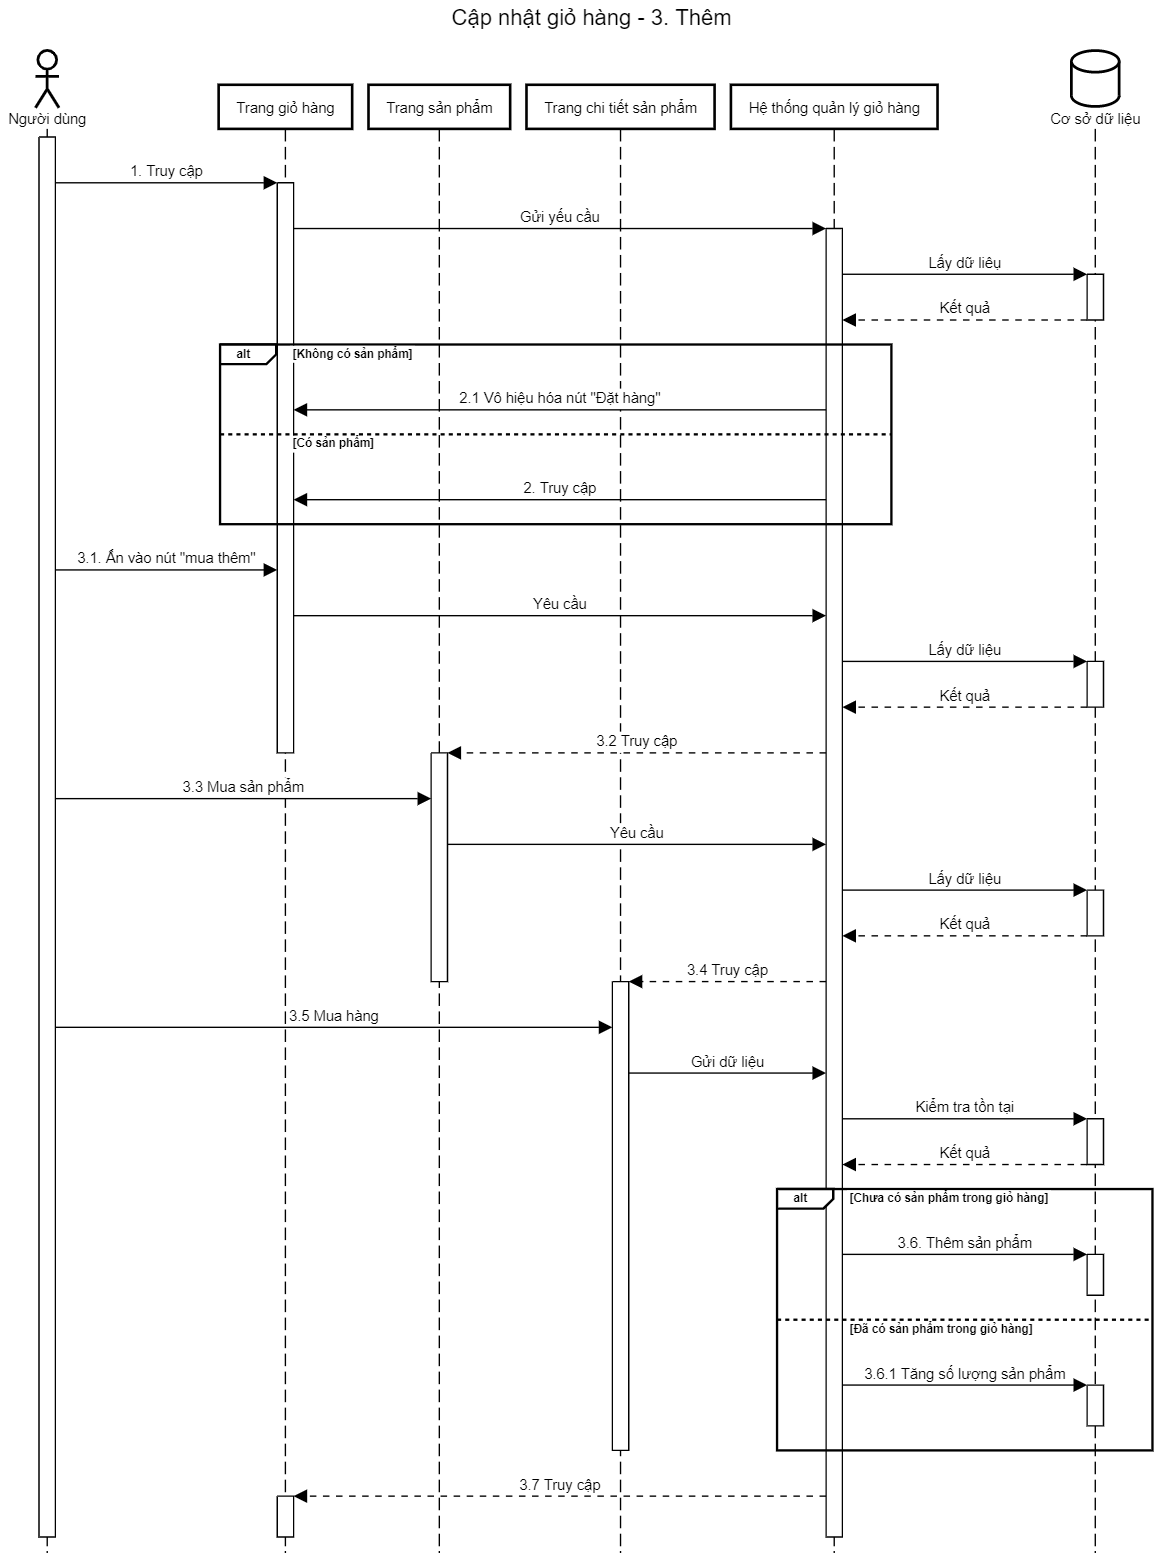 Cập nhật giỏ hàng - 3. Thêm
Người dùng
Trang giỏ hàng
Trang sản phẩm
Trang chi tiết sản phẩm
Hệ thống quản lý giỏ hàng
Cơ sở dữ liệu
1. Truy cập
Gửi yếu cầu
Lấy dữ liêụ
Kết quả
alt
[Không có sản phẩm]
2.1 Vô hiệu hóa nút "Đặt hàng"
[Có sản phẩm]
2. Truy cập
3.1. Ấn vào nút "mua thêm"
Yêu cầu
Lấy dữ liệu
Kết quả
3.2 Truy cập
3.3 Mua sản phẩm
Yêu cầu
Lấy dữ liệu
Kết quả
3.4 Truy cập
3.5 Mua hàng
Gửi dữ liệu
Kiểm tra tồn tại
Kết quả
alt
[Chưa có sản phẩm trong giỏ hàng]
3.6. Thêm sản phẩm
[Đã có sản phẩm trong giỏ hàng]
3.6.1 Tăng số lượng sản phẩm
3.7 Truy cập